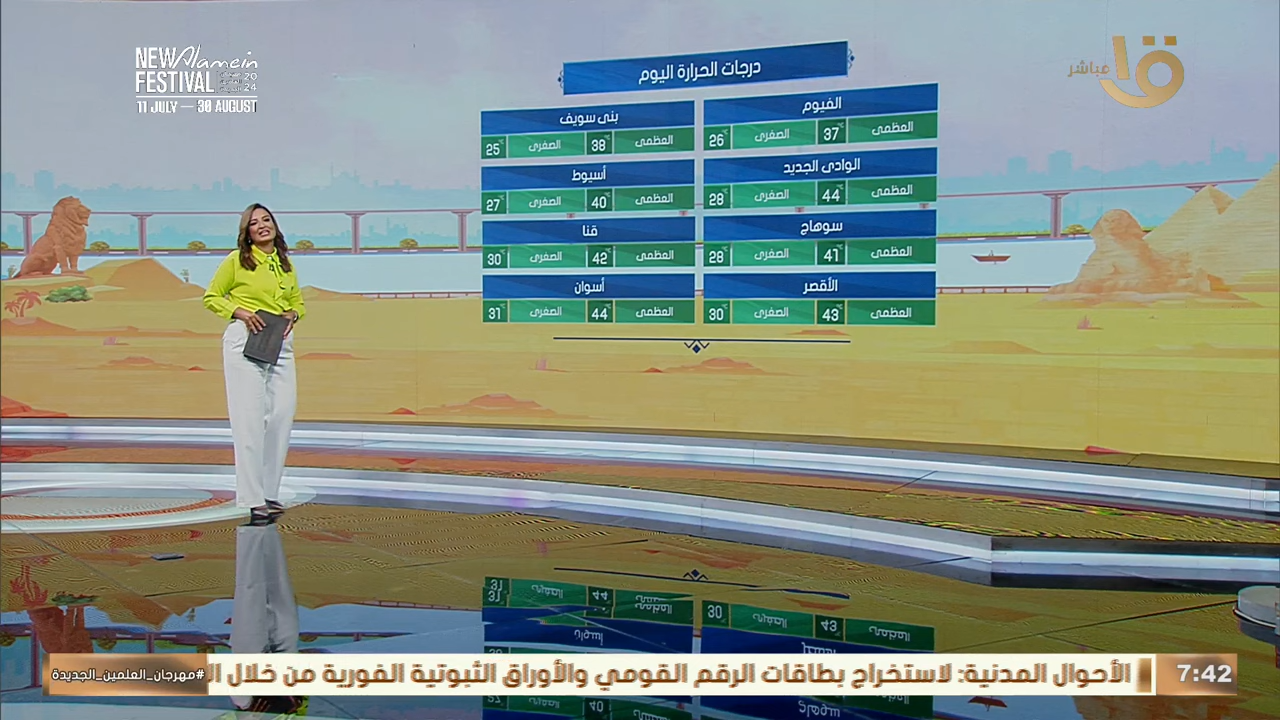 NEW Alamein
FESTIVAL 20 24
11 JULY — 30 AUGUST
مباشر
درجات الحرارة اليوم
الفيوم
العظمى 37 الصغرى 26
بنى سويف
العظمى 38 الصغرى 25
الوادى الجديد
العظمى 44 الصغرى 28
أسيوط
العظمى 40 الصغرى 27
سوهاج
العظمى 41 الصغرى 28
قنا
العظمى 42 الصغرى 30
الأقصر
العظمى 43 الصغرى 30
أسوان
العظمى 44 الصغرى 31
7:42
الأحوال المدنية: لاستخراج بطاقات الرقم القومي والأوراق الثبوتية الفورية من خلال ال
#مهرجان_العلمين_الجديدة